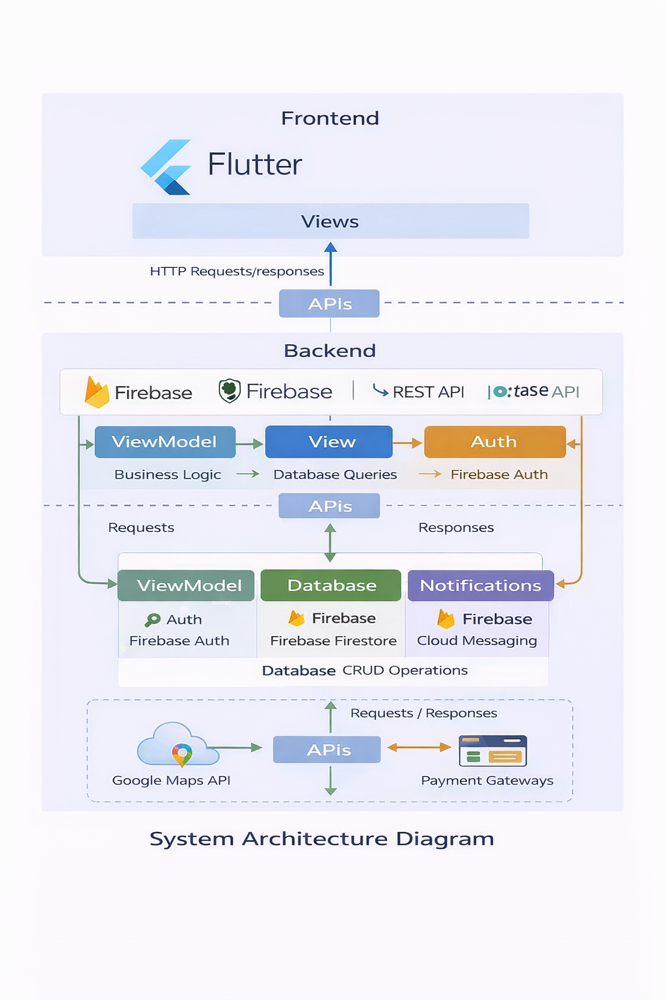 Frontend
Flutter
Views
HTTP Requests/responses
APIs
Backend
Firebase Firebase | REST API API
ViewModel View Auth
Business Logic → Database Queries → Firebase Auth
APis
Requests Responses
ViewModel Database Notifications
Auth Firebase Firebase
Firebase Auth Firebase Firestore Cloud Messaging
Database CRUD Operations
Requests / Responses
APis
Google Maps API Payment Gateways
System Architecture Diagram